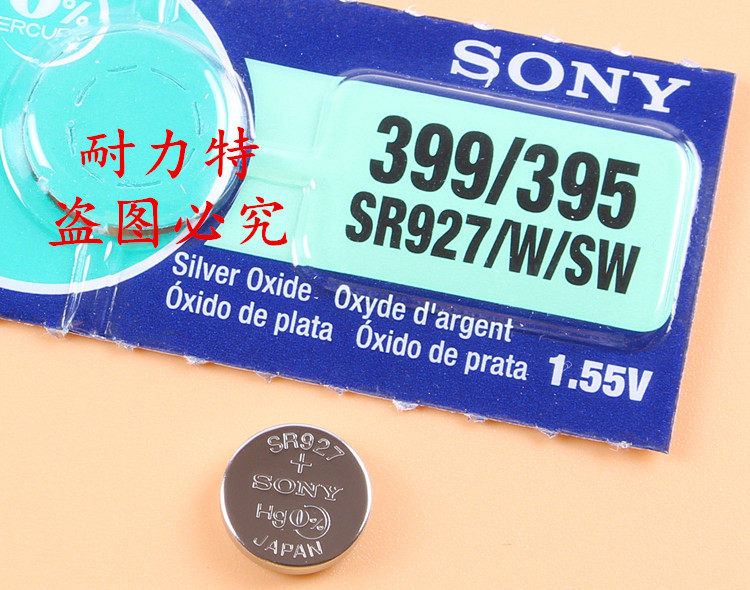 0%
SONY
399/395
SR927/W/SW
耐力特
盗图必究
Silver Oxide Oxyde d'argent
Óxido de plata Óxido de prata
1.55V
SR927
+
SONY
Hg0%
JAPAN